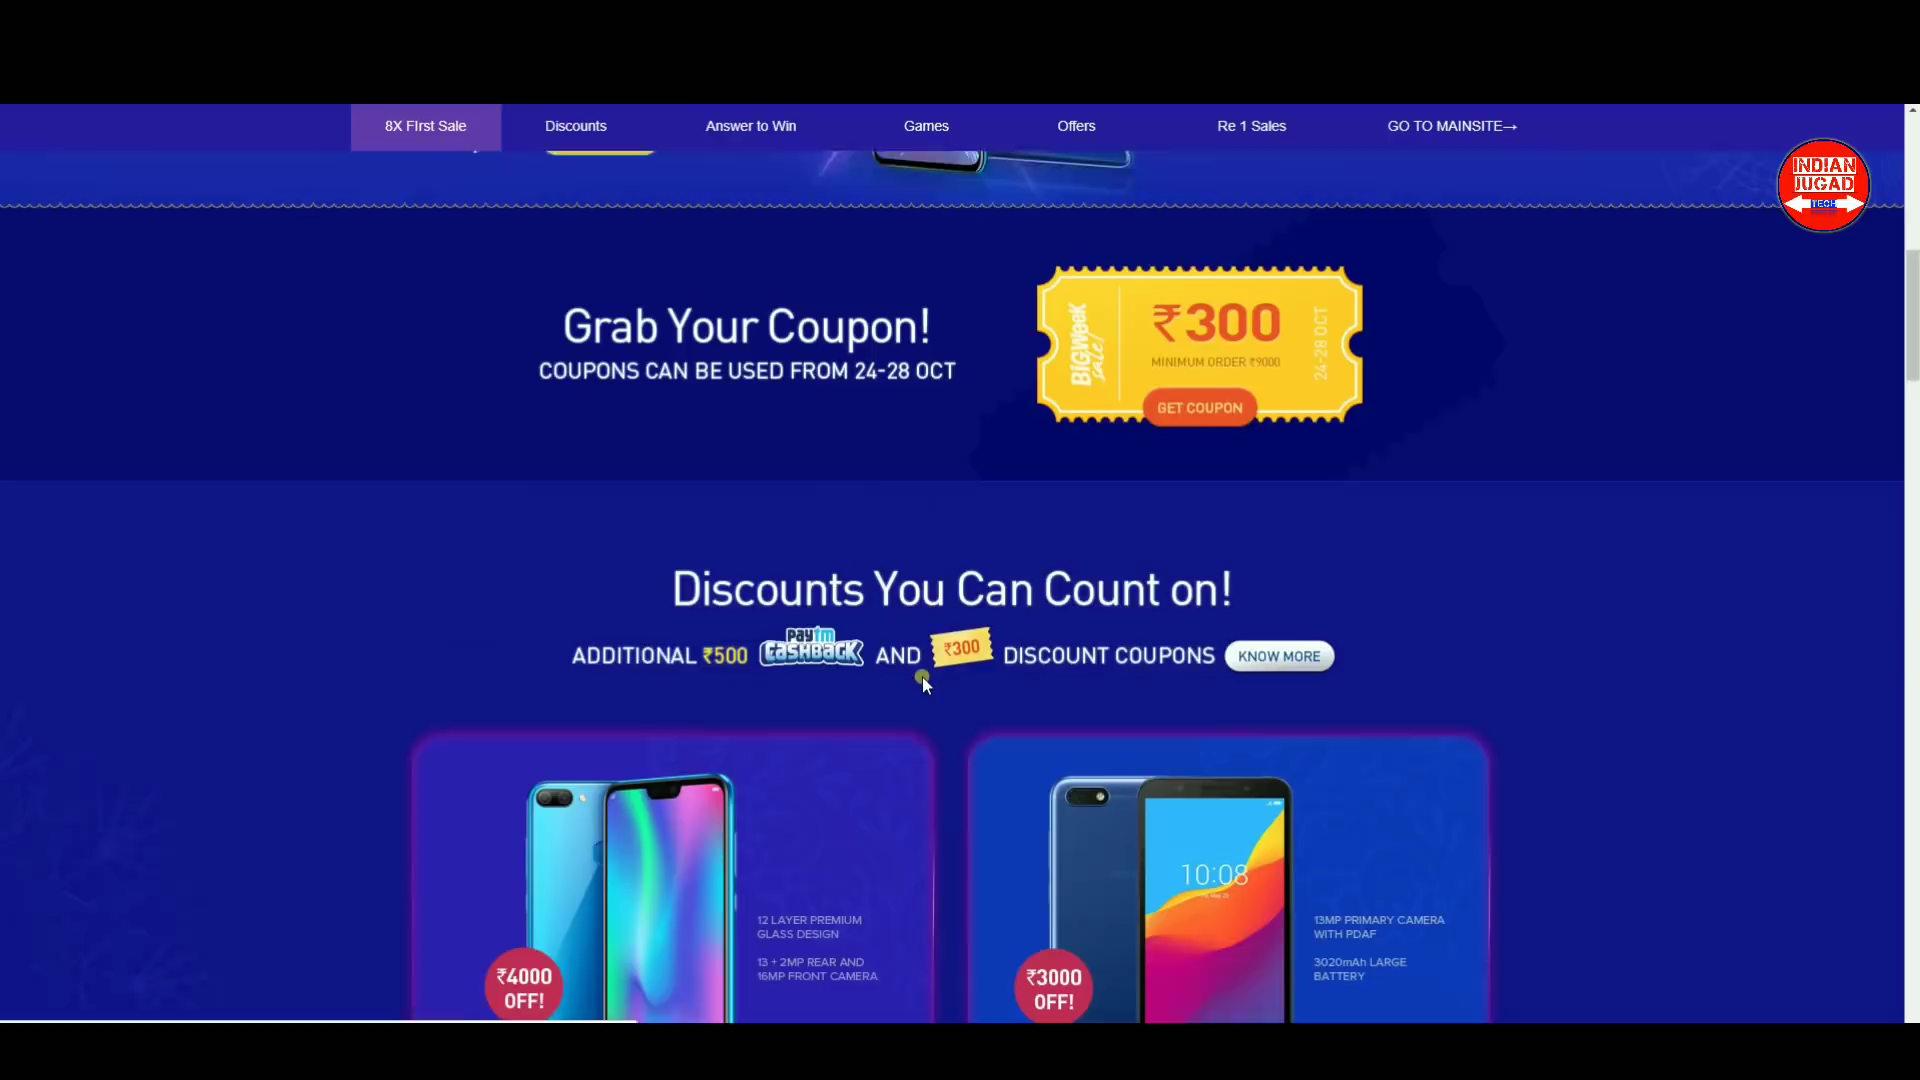 8X FIrst Sale
Discounts
Answer to Win
Games
Offers
Re 1 Sales
GO TO MAINSITE→
INDIAN
JUGAD
TECH
Grab Your Coupon!
COUPONS CAN BE USED FROM 24-28 OCT
BIGWEEK
sale!
₹300
MINIMUM ORDER ₹9000
24-28 OCT
GET COUPON
Discounts You Can Count on!
ADDITIONAL ₹500 paytm CASHBACK AND ₹300 DISCOUNT COUPONS KNOW MORE
12 LAYER PREMIUM
GLASS DESIGN
13 + 2MP REAR AND
16MP FRONT CAMERA
₹4000
OFF!
10:08
13MP PRIMARY CAMERA
WITH PDAF
3020mAh LARGE
BATTERY
₹3000
OFF!